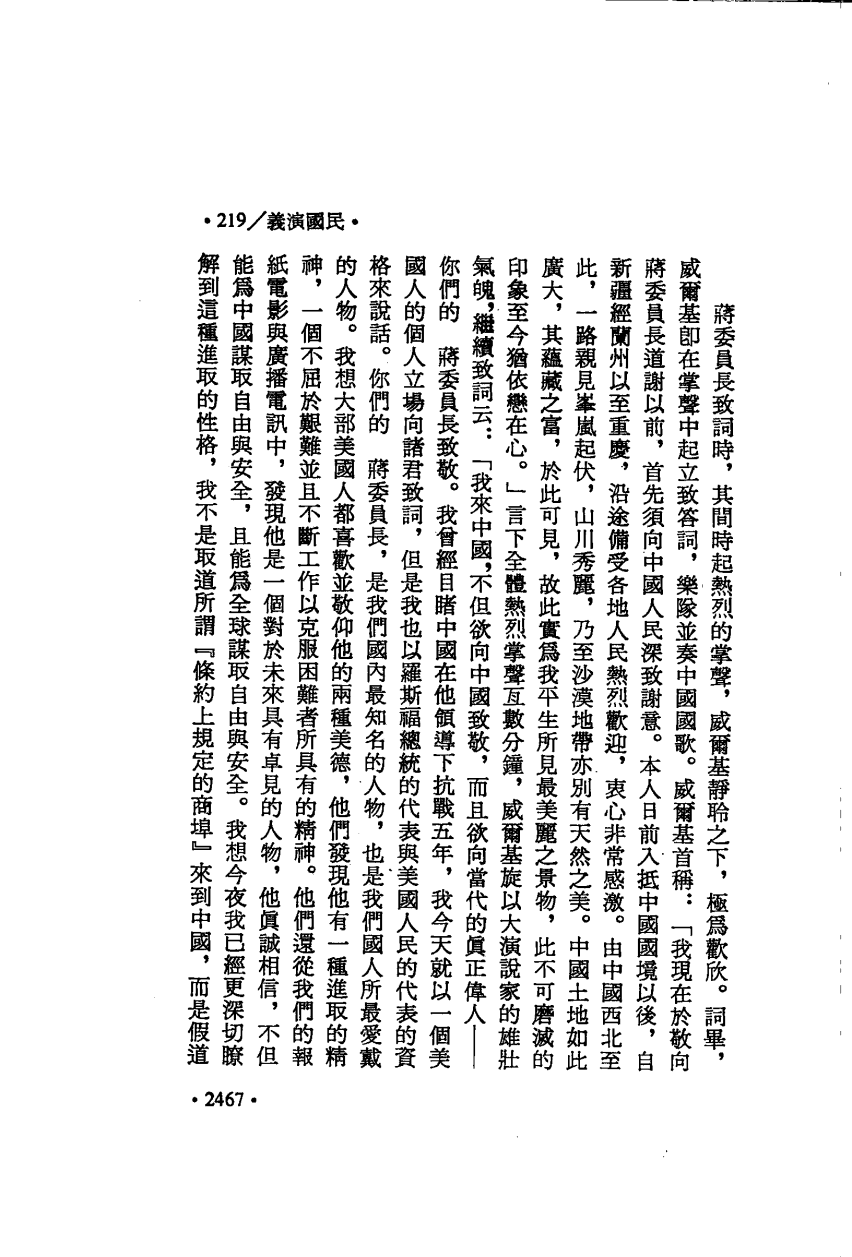 •219／義演國民•
蔣委員長致詞時，其間時起熱烈的掌聲，威爾基靜聆之下，極爲歡欣。詞畢，
威爾基卽在掌聲中起立致答詞，樂隊並奏中國國歌。威爾基首稱：「我現在於敬向
蔣委員長道謝以前，首先須向中國人民深致謝意。本人日前入抵中國國境以後，自
新疆經蘭州以至重慶，沿途備受各地人民熱烈歡迎，衷心非常感激。由中國西北至
此，一路親見峯嵐起伏，山川秀麗，乃至沙漠地帶亦別有天然之美。中國土地如此
廣大，其蘊藏之富，於此可見，故此實爲我平生所見最美麗之景物，此不可磨滅的
印象至今猶依戀在心。」言下全體熱烈掌聲亙數分鐘，威爾基旋以大演說家的雄壯
氣魄，繼續致詞云：「我來中國，不但欲向中國致敬，而且欲向當代的眞正偉人——
你們的　蔣委員長致敬。我曾經目睹中國在他領導下抗戰五年，我今天就以一個美
國人的個人立場向諸君致詞，但是我也以羅斯福總統的代表與美國人民的代表的資
格來說話。你們的　蔣委員長，是我們國內最知名的人物，也是我們國人所最愛戴
的人物。我想大部美國人都喜歡並敬仰他的兩種美德，他們發現他有一種進取的精
神，一個不屈於艱難並且不斷工作以克服困難者所具有的精神。他們還從我們的報
紙電影與廣播電訊中，發現他是一個對於未來具有卓見的人物，他眞誠相信，不但
能爲中國謀取自由與安全，且能爲全球謀取自由與安全。我想今夜我已經更深切瞭
解到這種進取的性格，我不是取道所謂『條約上規定的商埠』來到中國，而是假道
•2467•